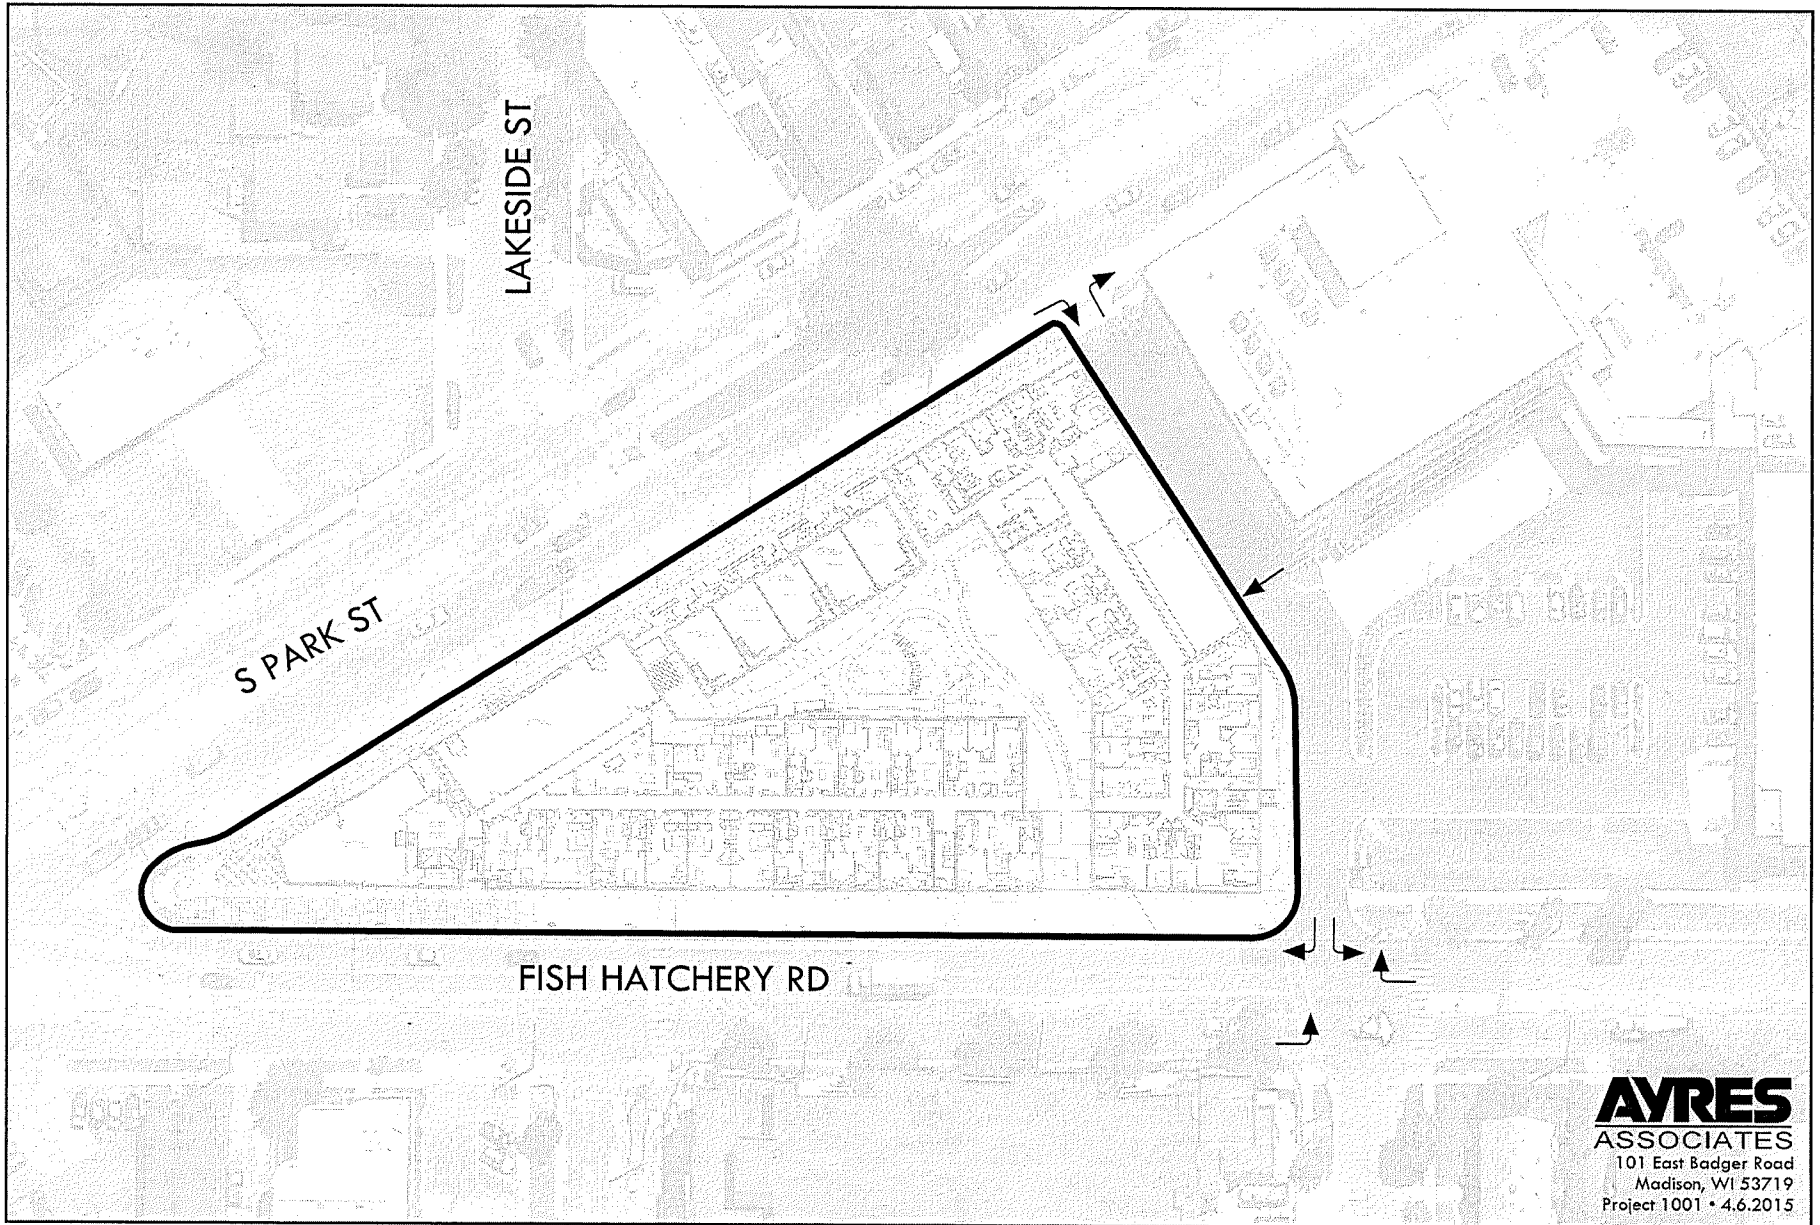 LAKESIDE ST
S PARK ST
FISH HATCHERY RD
AYRES
ASSOCIATES
101 East Badger Road
Madison, WI 53719
Project 1001 • 4.6.2015